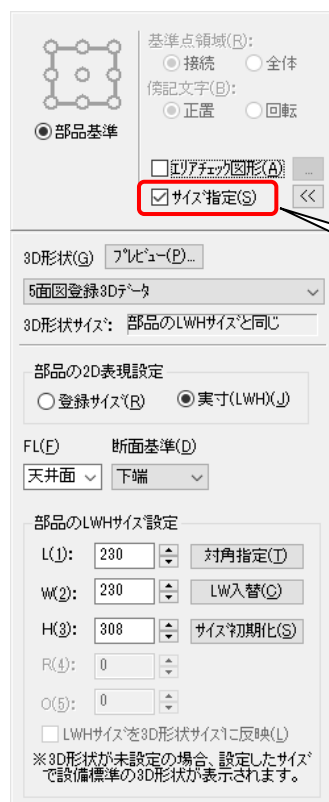 基準点領域(R):
接続 全体
傍記文字(B):
正置 回転
部品基準
エリアチェック図形(A) ...
サイズ指定(S) <<
3D形状(G) プレビュー(P)...
5面図登録3Dデータ
3D形状サイズ: 部品のLWHサイズと同じ
部品の2D表現設定
登録サイズ(R) 実寸(LWH)(J)
FL(F) 断面基準(D)
天井面 下端
部品のLWHサイズ設定
L(1): 230 対角指定(T)
W(2): 230 LW入替(C)
H(3): 308 サイズ初期化(S)
R(4): 0
O(5): 0
LWHサイズを3D形状サイズに反映(L)
※3D形状が未設定の場合、設定したサイズ
で設備標準の3D形状が表示されます。